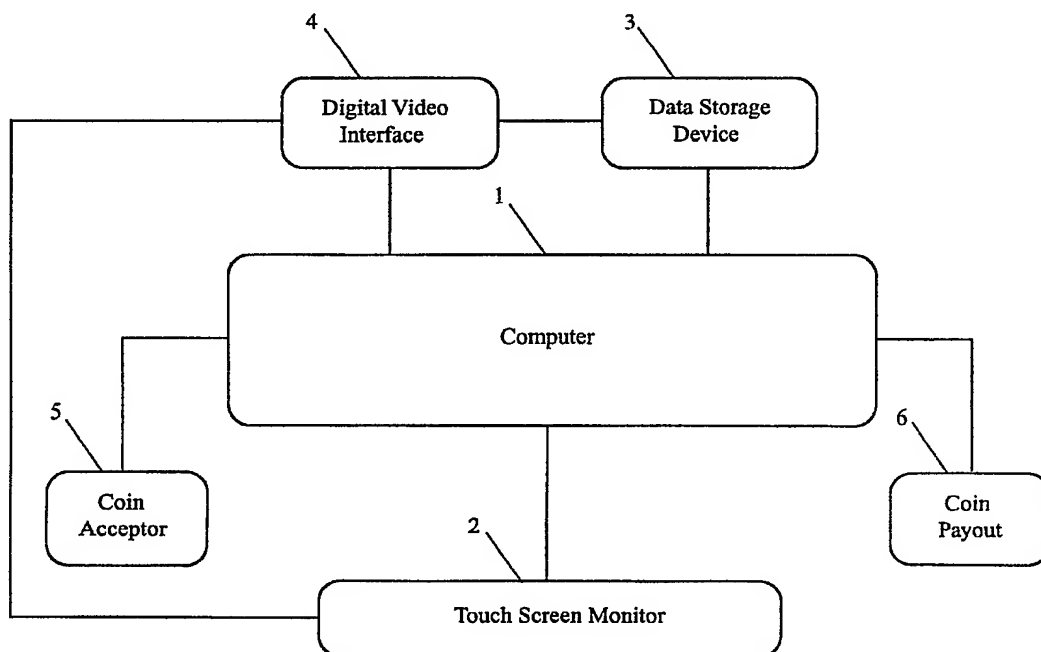 4
3
Digital Video
Interface
Data Storage
Device
1
Computer
5
6
Coin
Acceptor
Coin
Payout
2
Touch Screen Monitor